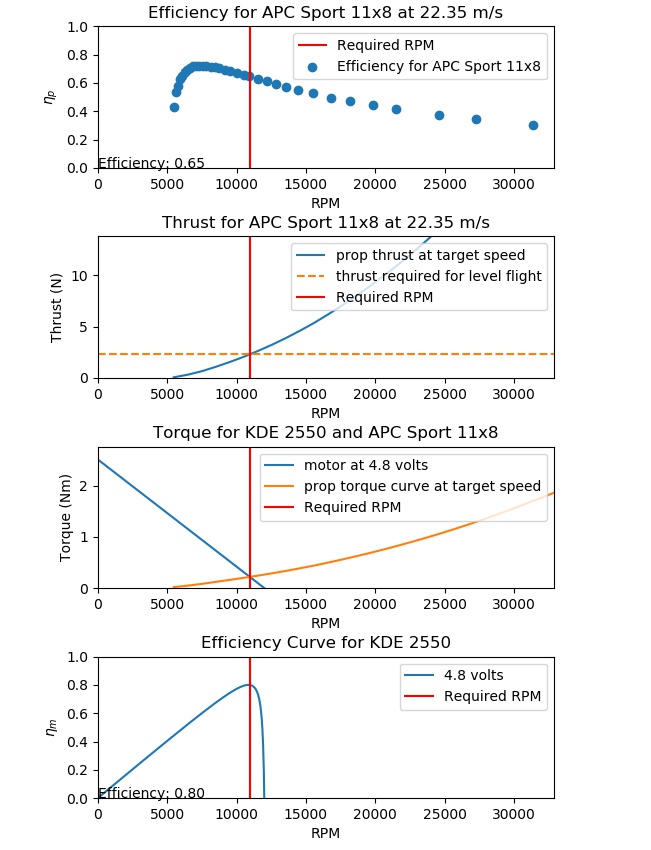 Efficiency for APC Sport 11x8 at 22.35 m/s
1.0
0.8
0.6
0.4
0.2
0.0
ηp
Required RPM
Efficiency for APC Sport 11x8
Efficiency: 0.65
0 5000 10000 15000 20000 25000 30000
RPM
Thrust for APC Sport 11x8 at 22.35 m/s
10
5
0
Thrust (N)
prop thrust at target speed
thrust required for level flight
Required RPM
0 5000 10000 15000 20000 25000 30000
RPM
Torque for KDE 2550 and APC Sport 11x8
2
1
0
Torque (Nm)
motor at 4.8 volts
prop torque curve at target speed
Required RPM
0 5000 10000 15000 20000 25000 30000
RPM
Efficiency Curve for KDE 2550
1.0
0.8
0.6
0.4
0.2
0.0
ηm
4.8 volts
Required RPM
Efficiency: 0.80
0 5000 10000 15000 20000 25000 30000
RPM